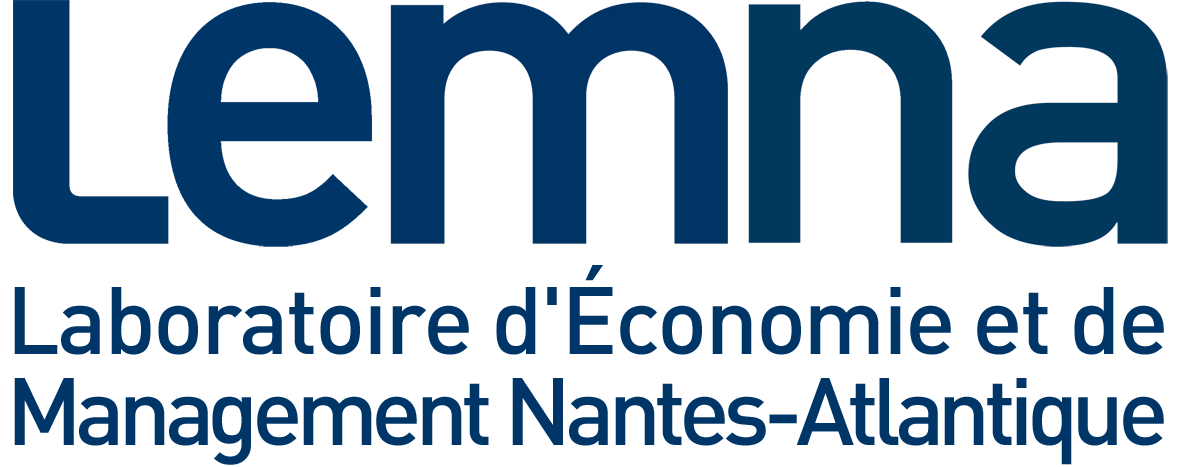 Lemna
Laboratoire d'Économie et de
Management Nantes-Atlantique